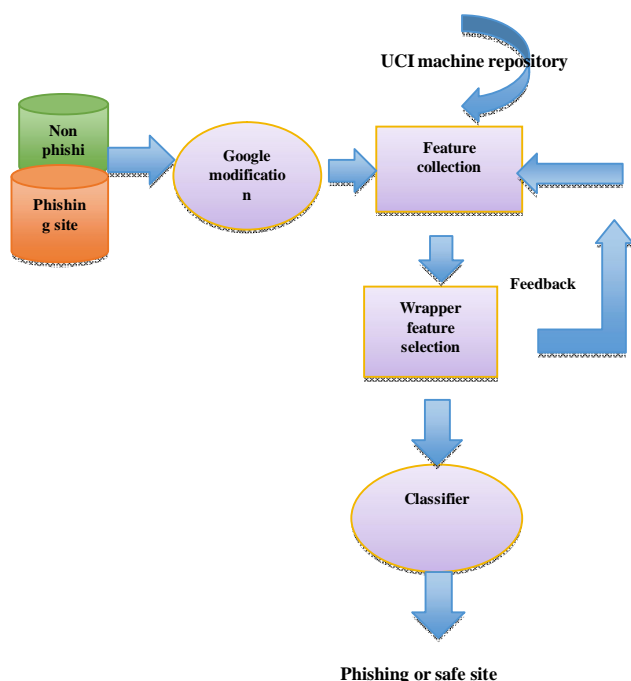 UCI machine repository
Non
phishi
Phishin
g site
Google
modificatio
n
Feature
collection
Feedback
Wrapper
feature
selection
Classifier
Phishing or safe site